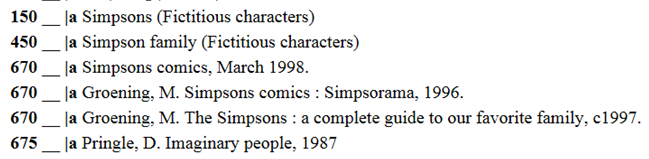 150 __ |a Simpsons (Fictitious characters)
450 __ |a Simpson family (Fictitious characters)
670 __ |a Simpsons comics, March 1998.
670 __ |a Groening, M. Simpsons comics : Simpsorama, 1996.
670 __ |a Groening, M. The Simpsons : a complete guide to our favorite family, c1997.
675 __ |a Pringle, D. Imaginary people, 1987